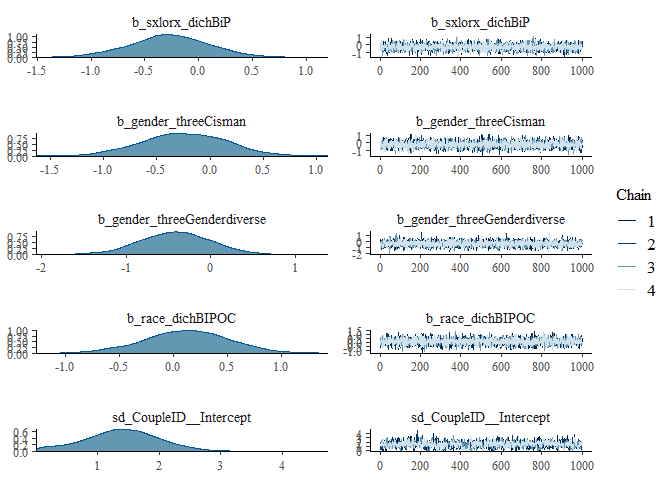 b_sxlorx_dichBiP
1.00
0.75
0.50
0.25
0.00
-1.5 -1.0 -0.5 0.0 0.5 1.0
b_sxlorx_dichBiP
1
0
-1
0 200 400 600 800 1000
b_gender_threeCisman
0.75
0.50
0.25
0.00
-1.5 -1.0 -0.5 0.0 0.5 1.0
b_gender_threeCisman
1
0
-1
0 200 400 600 800 1000
b_gender_threeGenderdiverse
0.75
0.50
0.25
0.00
-2 -1 0 1
b_gender_threeGenderdiverse
1
0
-2
0 200 400 600 800 1000
b_race_dichBIPOC
1.00
0.75
0.50
0.25
0.00
-1.0 -0.5 0.0 0.5 1.0
b_race_dichBIPOC
1.5
-1.0
0 200 400 600 800 1000
sd_CoupleID__Intercept
0.6
0.4
0.2
0.0
1 2 3 4
sd_CoupleID__Intercept
4
0
0 200 400 600 800 1000
Chain
1
2
3
4